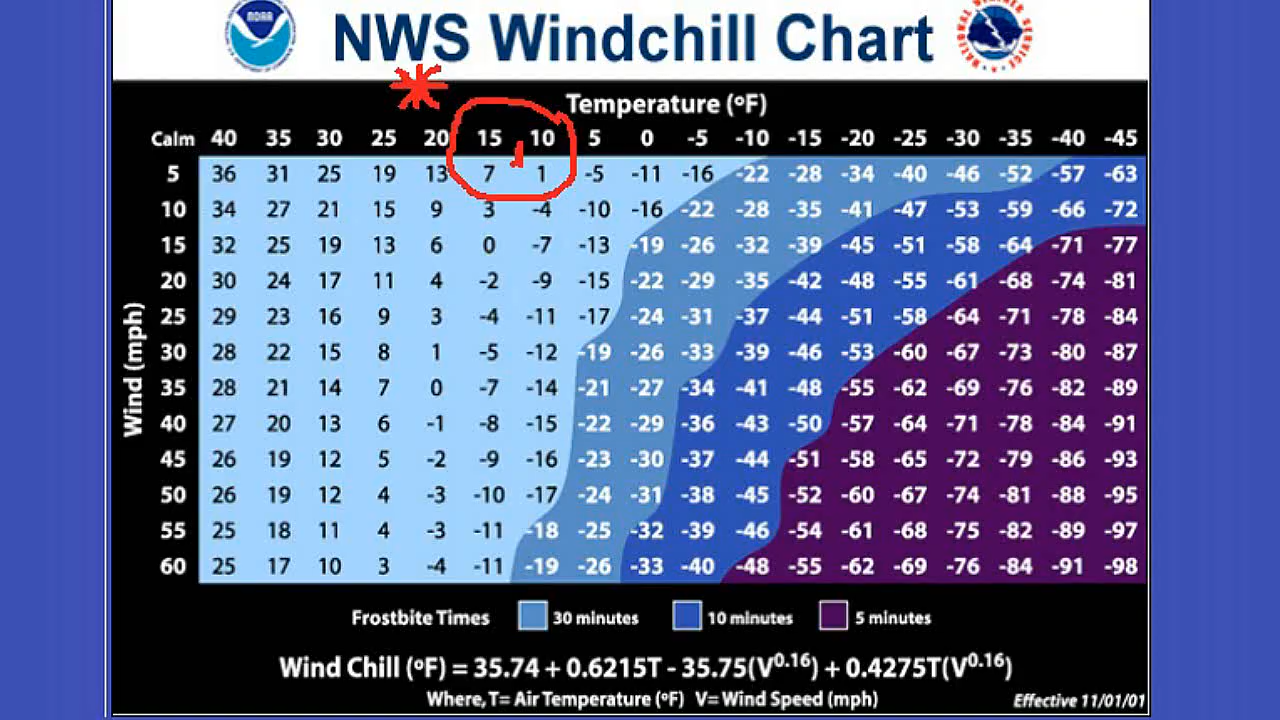 NOAA
NWS Windchill Chart
Temperature (ºF)
Calm 40 35 30 25 20 15 10 5 0 -5 -10 -15 -20 -25 -30 -35 -40 -45
5 36 31 25 19 13 7 1 -5 -11 -16 -22 -28 -34 -40 -46 -52 -57 -63
10 34 27 21 15 9 3 -4 -10 -16 -22 -28 -35 -41 -47 -53 -59 -66 -72
15 32 25 19 13 6 0 -7 -13 -19 -26 -32 -39 -45 -51 -58 -64 -71 -77
20 30 24 17 11 4 -2 -9 -15 -22 -29 -35 -42 -48 -55 -61 -68 -74 -81
25 29 23 16 9 3 -4 -11 -17 -24 -31 -37 -44 -51 -58 -64 -71 -78 -84
30 28 22 15 8 1 -5 -12 -19 -26 -33 -39 -46 -53 -60 -67 -73 -80 -87
35 28 21 14 7 0 -7 -14 -21 -27 -34 -41 -48 -55 -62 -69 -76 -82 -89
40 27 20 13 6 -1 -8 -15 -22 -29 -36 -43 -50 -57 -64 -71 -78 -84 -91
45 26 19 12 5 -2 -9 -16 -23 -30 -37 -44 -51 -58 -65 -72 -79 -86 -93
50 26 19 12 4 -3 -10 -17 -24 -31 -38 -45 -52 -60 -67 -74 -81 -88 -95
55 25 18 11 4 -3 -11 -18 -25 -32 -39 -46 -54 -61 -68 -75 -82 -89 -97
60 25 17 10 3 -4 -11 -19 -26 -33 -40 -48 -55 -62 -69 -76 -84 -91 -98
Wind (mph)
Frostbite Times 30 minutes 10 minutes 5 minutes
Wind Chill (ºF) = 35.74 + 0.6215T - 35.75(V^0.16) + 0.4275T(V^0.16)
Where, T= Air Temperature (ºF) V= Wind Speed (mph)
Effective 11/01/01